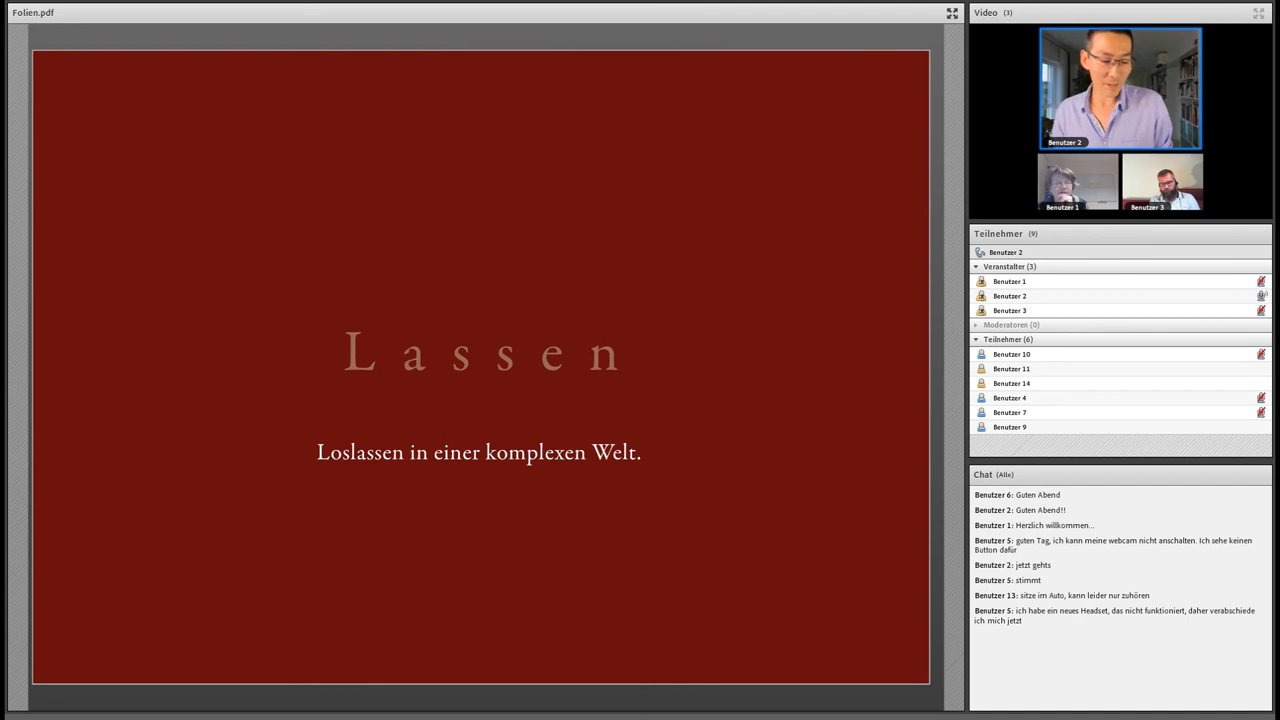 Folien.pdf
L a s s e n
Loslassen in einer komplexen Welt.
Video (3)
Benutzer 2
Benutzer 1
Benutzer 3
Teilnehmer (9)
Benutzer 2
Veranstalter (3)
Benutzer 1
Benutzer 2
Benutzer 3
Moderatoren (0)
Teilnehmer (6)
Benutzer 10
Benutzer 11
Benutzer 14
Benutzer 4
Benutzer 7
Benutzer 9
Chat (Alle)
Benutzer 6: Guten Abend
Benutzer 2: Guten Abend!!
Benutzer 1: Herzlich willkommen...
Benutzer 5: guten Tag, ich kann meine webcam nicht anschalten. Ich sehe keinen
Button dafür
Benutzer 2: jetzt gehts
Benutzer 5: stimmt
Benutzer 13: sitze im Auto, kann leider nur zuhören
Benutzer 5: ich habe ein neues Headset, das nicht funktioniert, daher verabschiede
ich mich jetzt